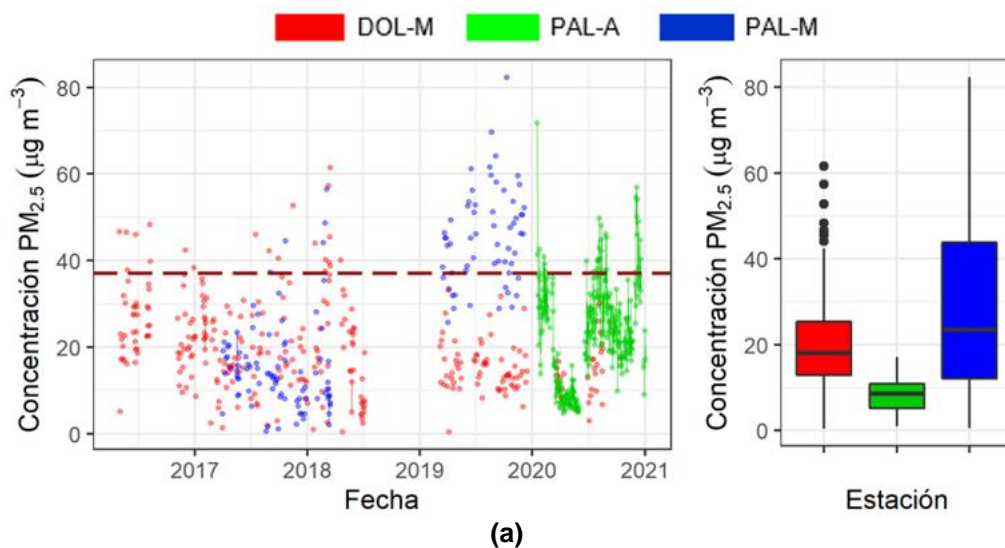 DOL-M PAL-A PAL-M
Concentración PM2.5 (µg m−3)
80
60
40
20
0
2017 2018 2019 2020 2021
Fecha
Concentración PM2.5 (µg m−3)
80
60
40
20
0
Estación
(a)